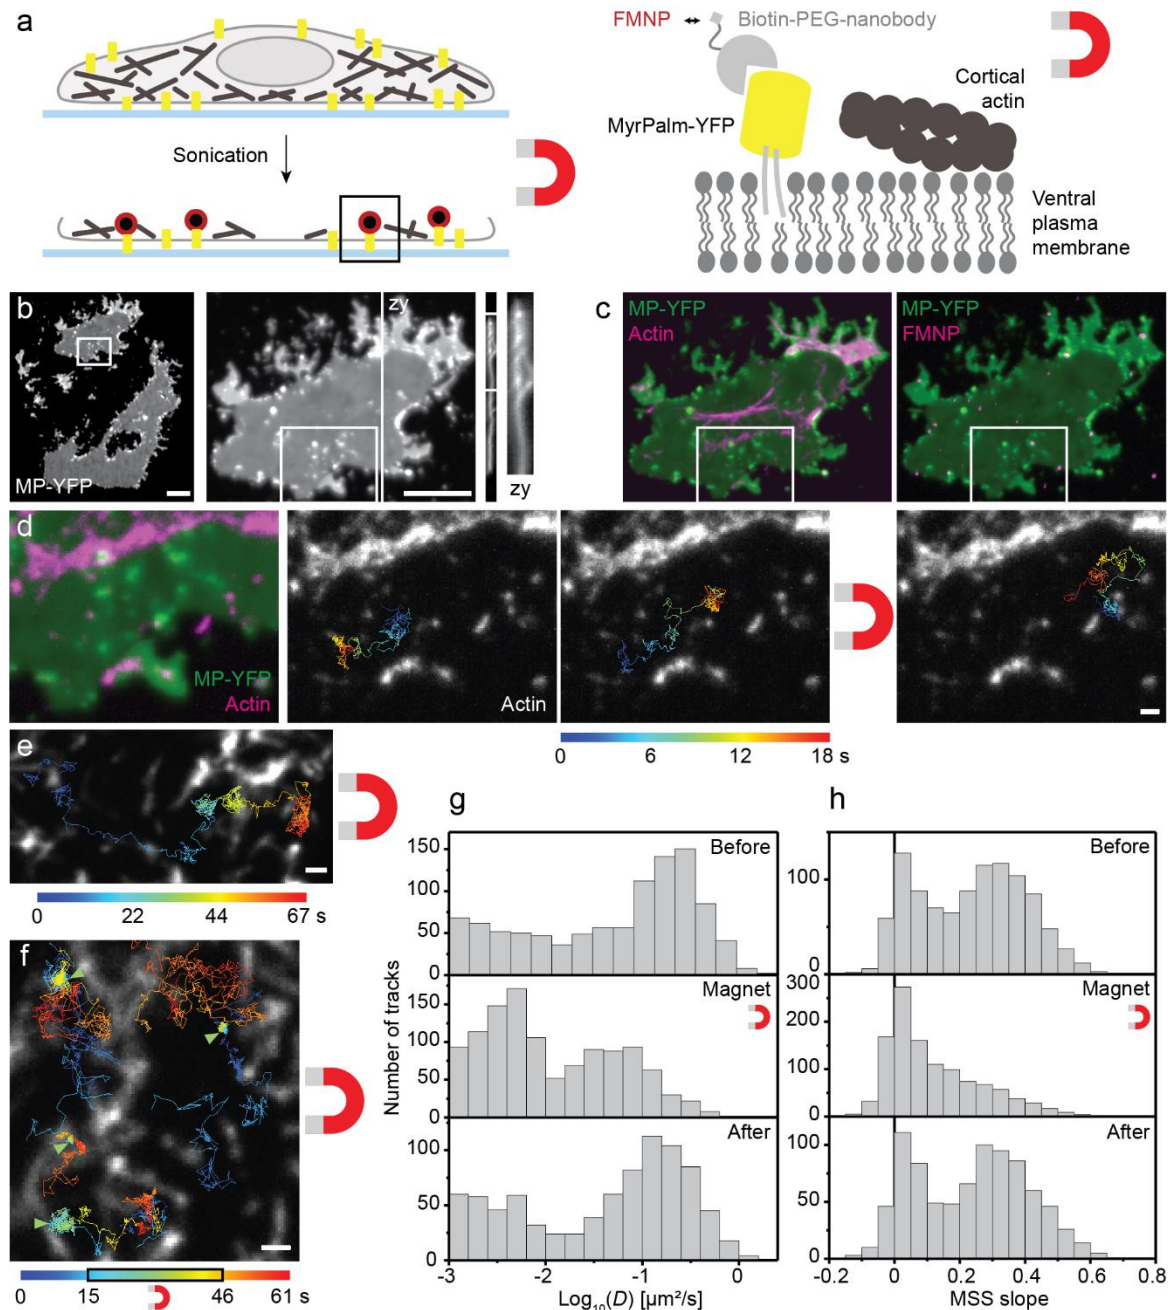 a
FMNP
Biotin-PEG-nanobody
Cortical
actin
MyrPalm-YFP
Sonication
Ventral
plasma
membrane
b
MP-YFP
zy
zy
c
MP-YFP
Actin
MP-YFP
FMNP
d
MP-YFP
Actin
Actin
0 6 12 18 s
e
0 22 44 67 s
f
0 15 46 61 s
g
Number of tracks
Before
150
100
50
0
Magnet
150
100
50
0
After
100
50
0
-3 -2 -1 0
Log₁₀(D) [µm²/s]
h
Before
100
0
Magnet
300
200
100
0
After
100
50
0
-0.2 0 0.2 0.4 0.6 0.8
MSS slope